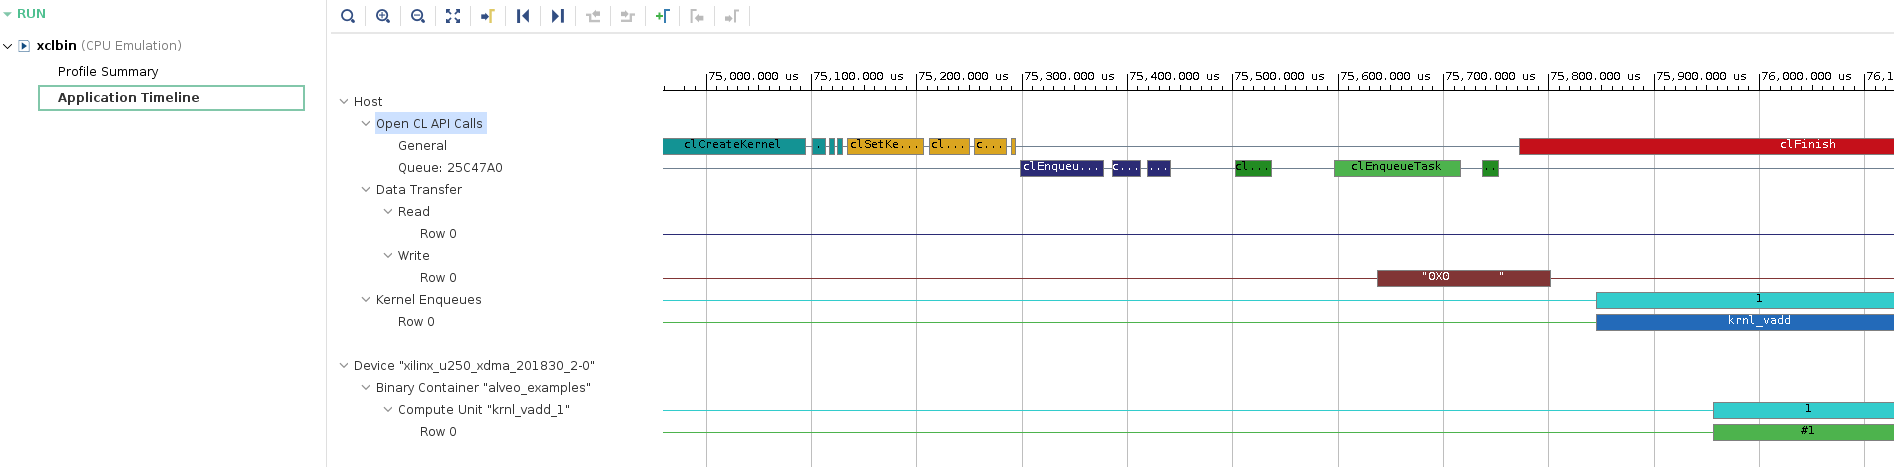 RUN
xclbin (CPU Emulation)
Profile Summary
Application Timeline
75,000.000 us 75,100.000 us 75,200.000 us 75,300.000 us 75,400.000 us 75,500.000 us 75,600.000 us 75,700.000 us 75,800.000 us 75,900.000 us 76,000.000 us 76,1
Host
Open CL API Calls
General clCreateKernel . clSetKe... cl... c... clFinish
Queue: 25C47A0 clEnqueu... c... ... cl... clEnqueueTask ..
Data Transfer
Read
Row 0
Write
Row 0 "0X0 "
Kernel Enqueues 1
Row 0 krnl_vadd
Device "xilinx_u250_xdma_201830_2-0"
Binary Container "alveo_examples"
Compute Unit "krnl_vadd_1" 1
Row 0 #1